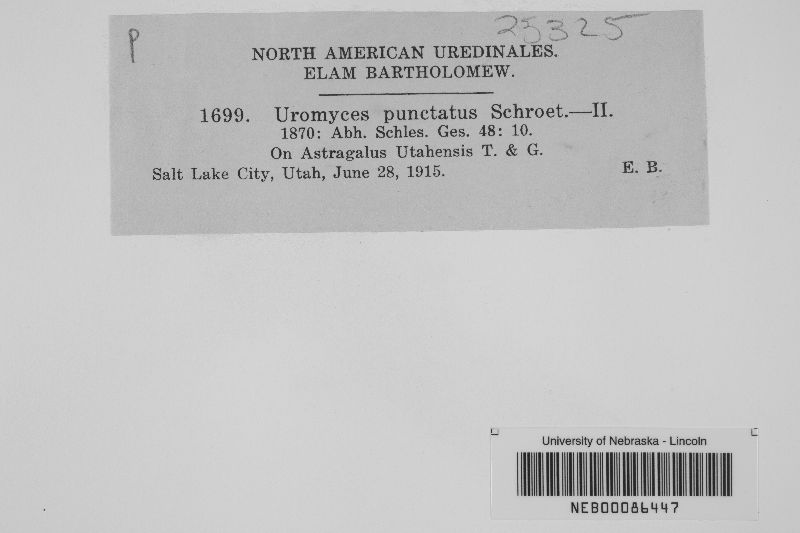 P
25325
NORTH AMERICAN UREDINALES.
ELAM BARTHOLOMEW.
1699. Uromyces punctatus Schroet.—II.
1870: Abh. Schles. Ges. 48: 10.
On Astragalus Utahensis T. & G.
Salt Lake City, Utah, June 28, 1915. E. B.
University of Nebraska - Lincoln
NEB00086447